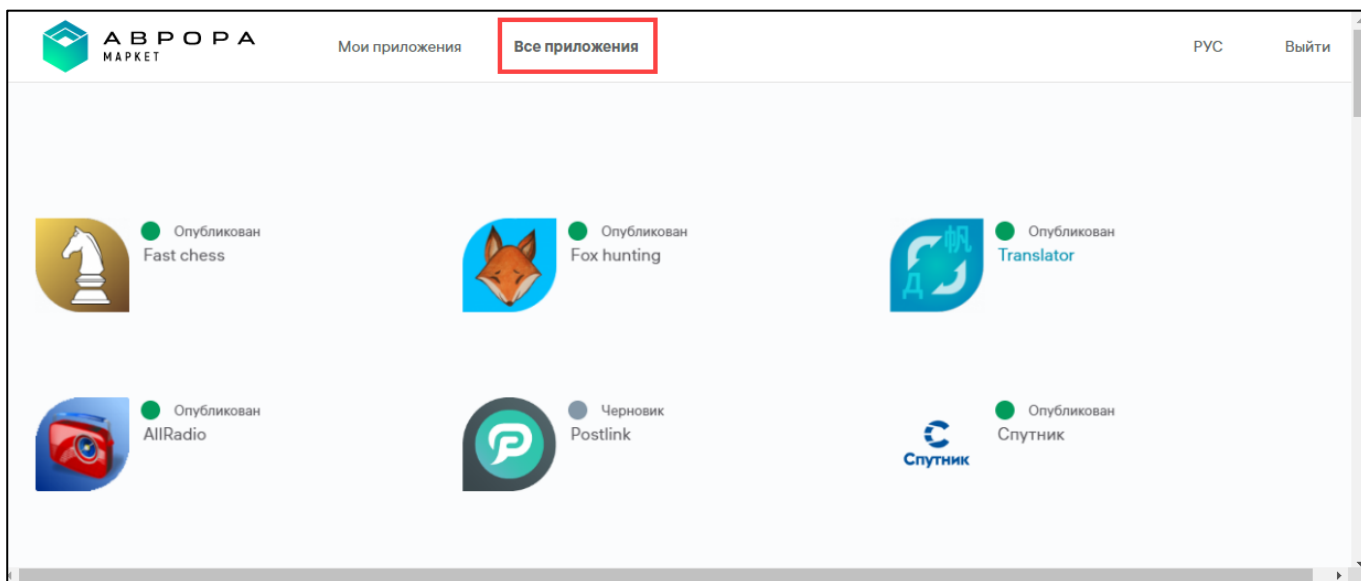 АВРОРА
МАРКЕТ
Мои приложения
Все приложения
РУС
Выйти
Опубликован
Fast chess
Опубликован
Fox hunting
帆
Д
Опубликован
Translator
Опубликован
AllRadio
Черновик
Postlink
Спутник
Опубликован
Спутник